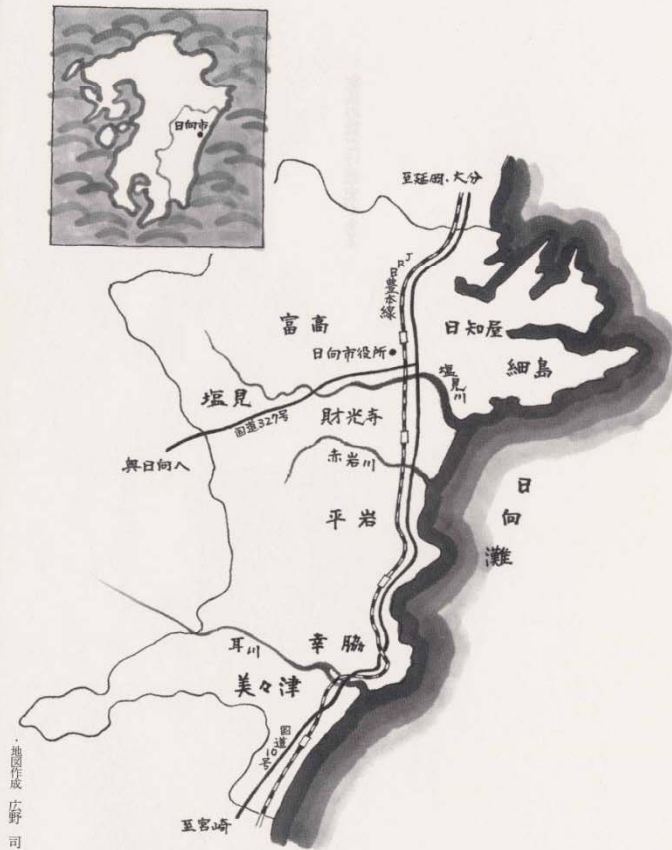 日向市
至延岡、大分
JR日豊本線
富高
日知屋
日向市役所
細島
塩見川
塩見
財光寺
国道327号
奥日向へ
赤岩川
日向灘
平岩
耳川
幸脇
美々津
国道10号
至宮崎
・地図作成 広野 司